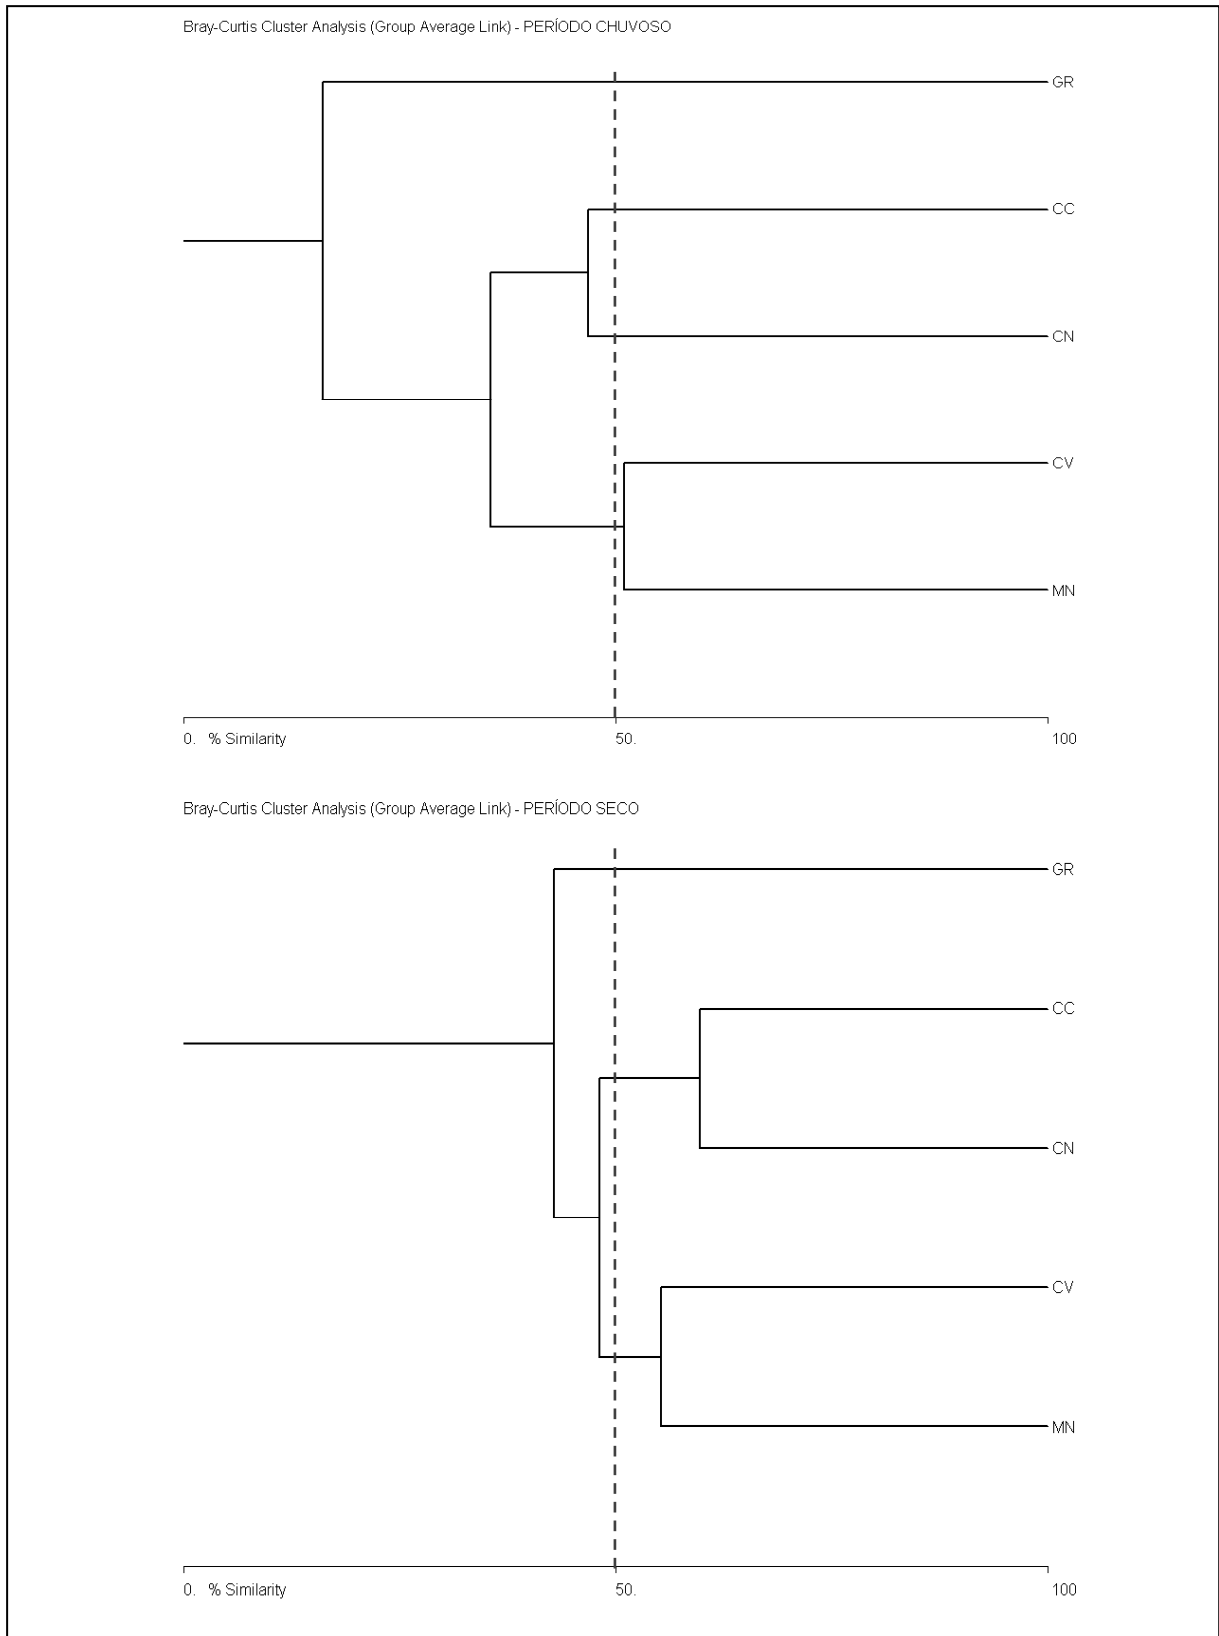 Bray-Curtis Cluster Analysis (Group Average Link) - PERÍODO CHUVOSO
GR
CC
CN
CV
MN
0. % Similarity 50. 100
Bray-Curtis Cluster Analysis (Group Average Link) - PERÍODO SECO
GR
CC
CN
CV
MN
0. % Similarity 50. 100